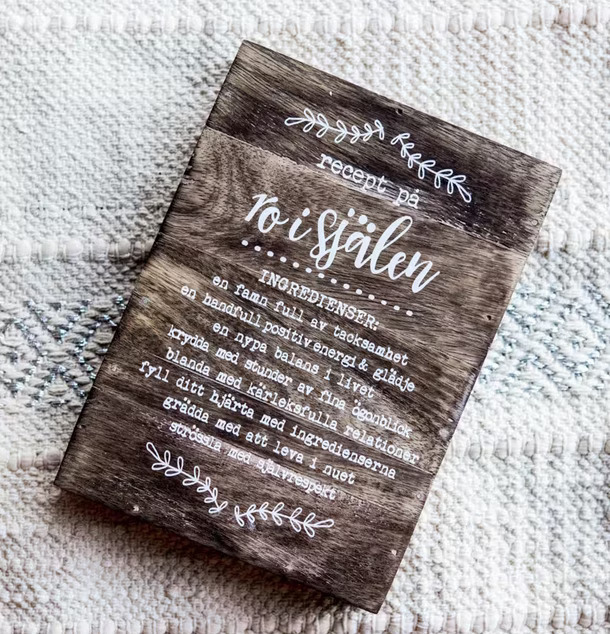 recept på
ro i själen
INGREDIENSER:
en famn full av tacksamhet
en handfull positiv energi & glädje
en nypa balans i livet
krydda med stunder av fina ögonblick
blanda med kärleksfulla relationer
fyll ditt hjärta med ingredienserna
grädda med att leva i nuet
strössla med självrespekt